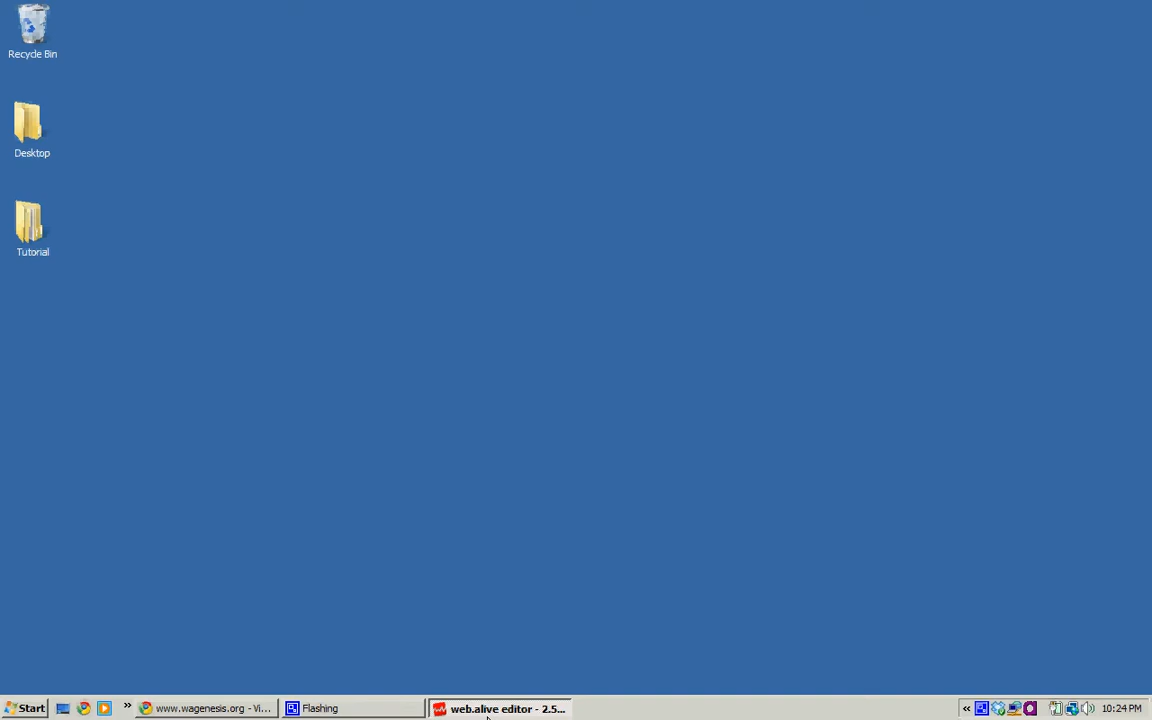 Recycle Bin
Desktop
Tutorial
Start
»
www.wagenesis.org - Vi...
Flashing
web.alive editor - 2.5...
«
10:24 PM